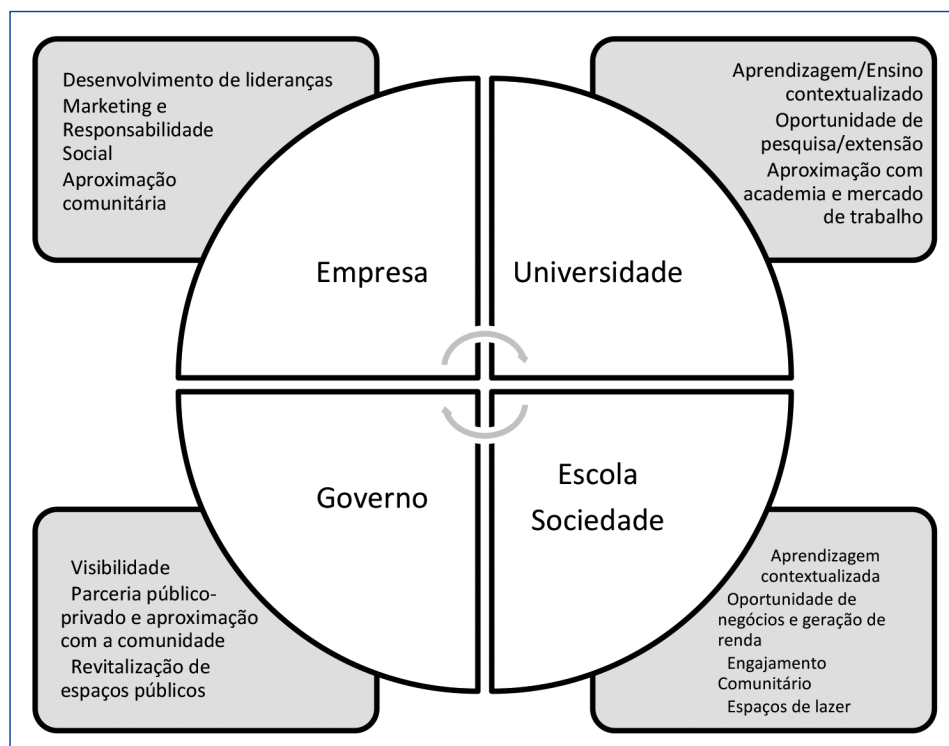 Desenvolvimento de lideranças
Marketing e
Responsabilidade
Social
Aproximação
comunitária
Aprendizagem/Ensino
contextualizado
Oportunidade de
pesquisa/extensão
Aproximação com
academia e mercado
de trabalho
Empresa
Universidade
Governo
Escola
Sociedade
Visibilidade
Parceria público-
privado e aproximação
com a comunidade
Revitalização de
espaços públicos
Aprendizagem
contextualizada
Oportunidade de
negócios e geração de
renda
Engajamento
Comunitário
Espaços de lazer